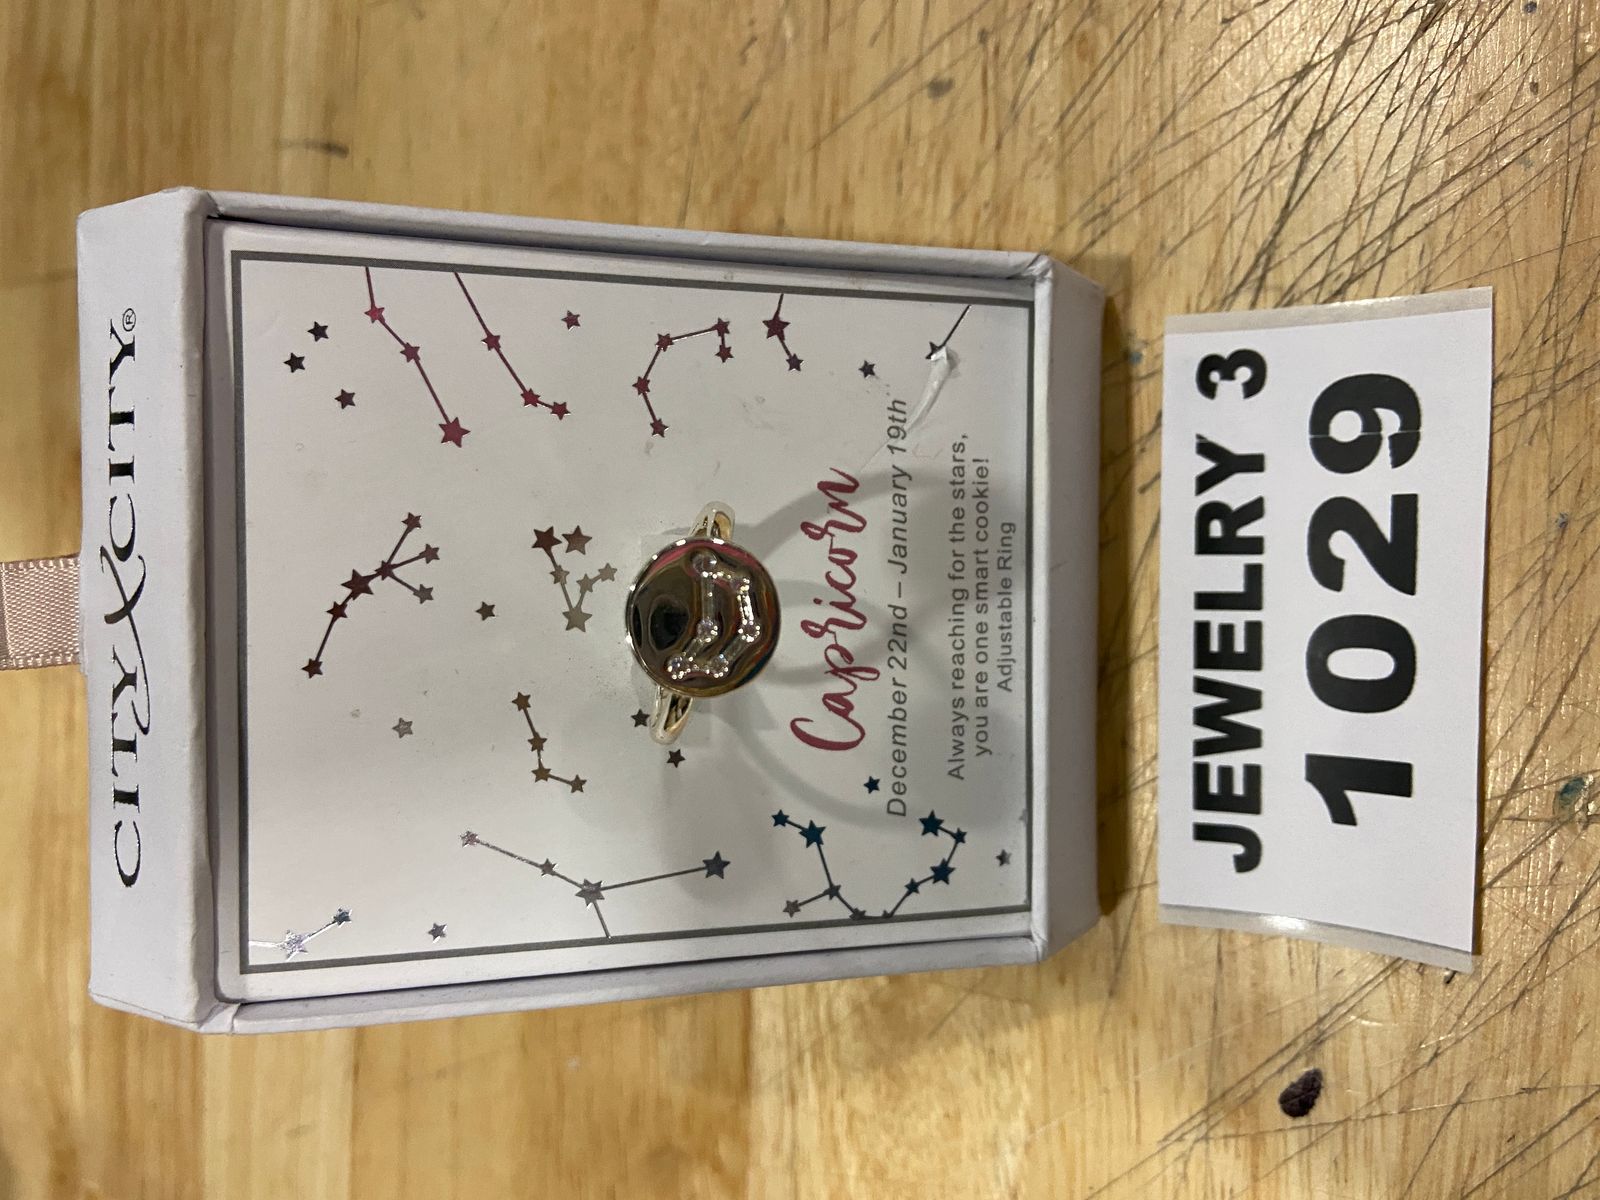 CITY X CITY®
Capricorn
December 22nd – January 19th
Always reaching for the stars,
you are one smart cookie!
Adjustable Ring
JEWELRY 3
1029